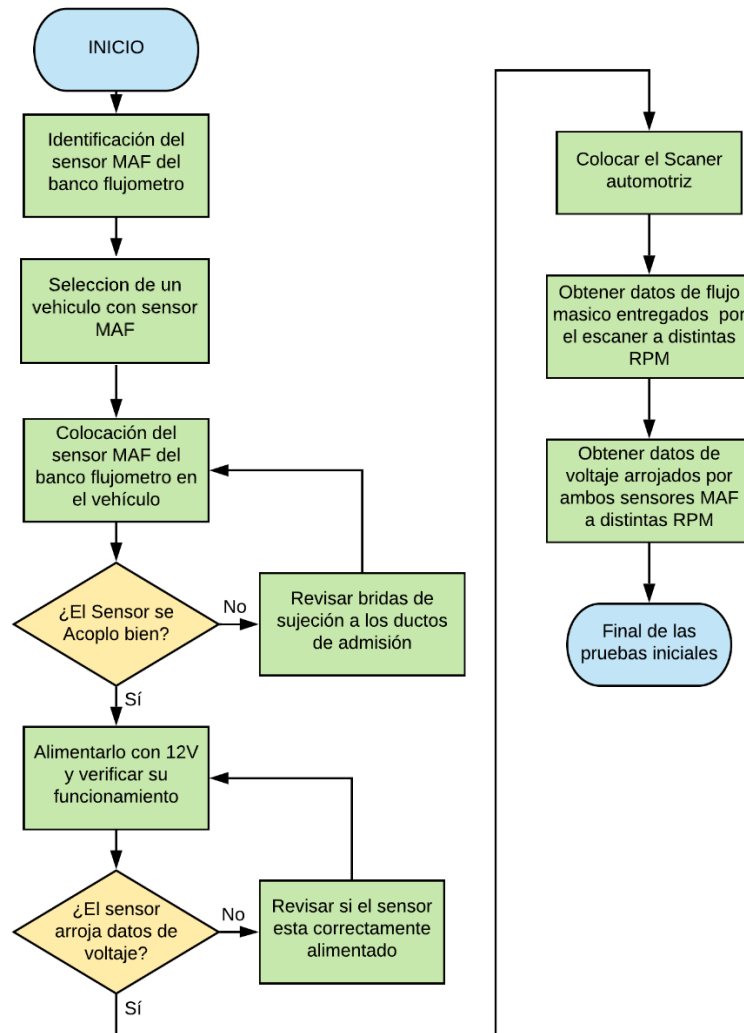 INICIO
Identificación del
sensor MAF del
banco flujometro
Seleccion de un
vehiculo con sensor
MAF
Colocación del
sensor MAF del
banco flujometro en
el vehículo
¿El Sensor se
Acoplo bien?
No
Revisar bridas de
sujeción a los ductos
de admisión
Sí
Alimentarlo con 12V
y verificar su
funcionamiento
¿El sensor
arroja datos de
voltaje?
No
Revisar si el sensor
esta correctamente
alimentado
Sí
Colocar el Scaner
automotriz
Obtener datos de flujo
masico entregados por
el escaner a distintas
RPM
Obtener datos de
voltaje arrojados por
ambos sensores MAF
a distintas RPM
Final de las
pruebas iniciales